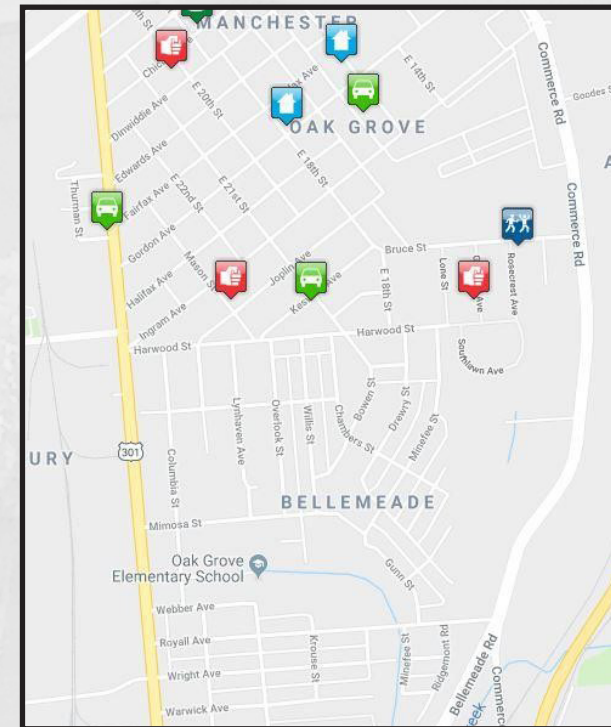 MANCHESTER
E 14th St
Commerce Rd
Goodes S
E 20th St
OAK GROVE
Dinwiddie Ave
Edwards Ave
E 18th St
Thurman St
Fairfax Ave
E 22nd St
E 21st St
Commerce Rd
Gordon Ave
Bruce St
Joplin Ave
Mason St
Halifax Ave
E 18th St
Lone St
Ave
Rosecrest Ave
Ingram Ave
Harwood St
Harwood St
Southlawn Ave
Lynhaven Ave
Overlook St
Willis St
Bowen St
Drewry St
Minefee St
Chambers St
301
URY
Columbia St
BELLEMEADE
Mimosa St
Oak Grove
Elementary School
Gunn St
Webber Ave
Royall Ave
Krouse St
Minefee St
Ridgemont Rd
Bellemeade Rd
Wright Ave
Warwick Ave
Commerc
eek